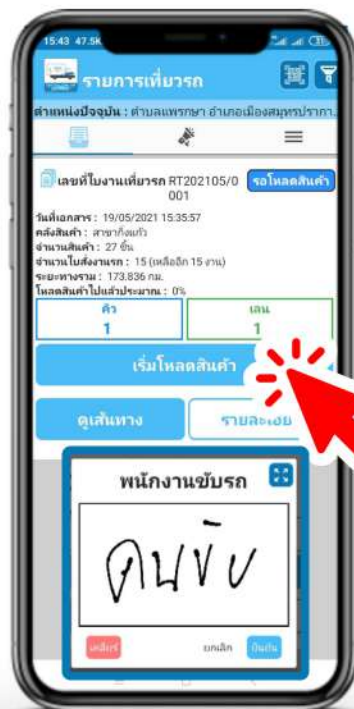 15:43 47.5K
รายการเที่ยวรถ
ตำแหน่งปัจจุบัน : ตำบลแพรกษา อำเภอเมืองสมุทรปราการ..
เลขที่ใบงานเที่ยวรถ RT202105/0
001
รอโหลดสินค้า
วันที่เอกสาร : 19/05/2021 15:35:57
คลังสินค้า : สาขากิ่งแก้ว
จำนวนสินค้า : 27 ชิ้น
จำนวนใบสั่งงานรถ : 15 (เหลืออีก 15 งาน)
ระยะทางรวม : 173.836 กม.
โหลดสินค้าไปแล้วประมาณ : 0%
คิว
1
เลน
1
เริ่มโหลดสินค้า
ดูเส้นทาง
รายละเอีย
พนักงานขับรถ
คนขับ
เคลียร์
ยกเลิก
ยืนยัน